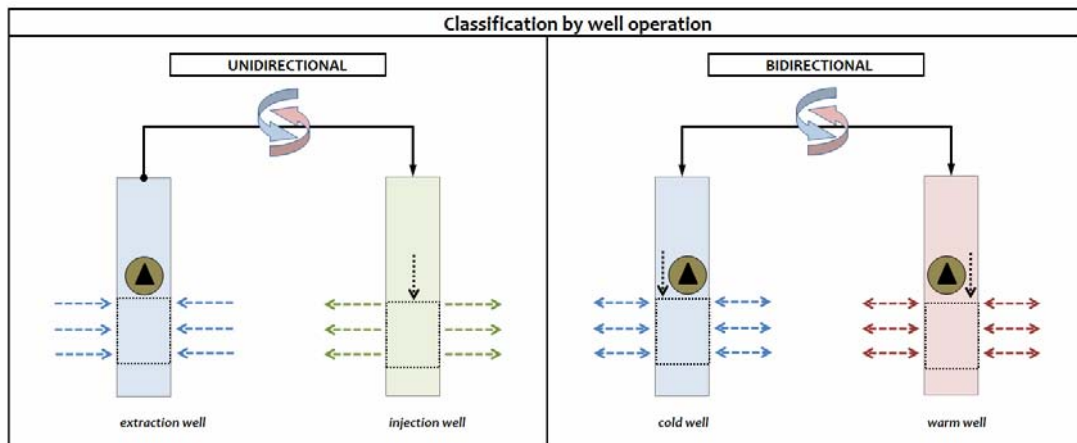 Classification by well operation
UNIDIRECTIONAL
BIDIRECTIONAL
extraction well
injection well
cold well
warm well